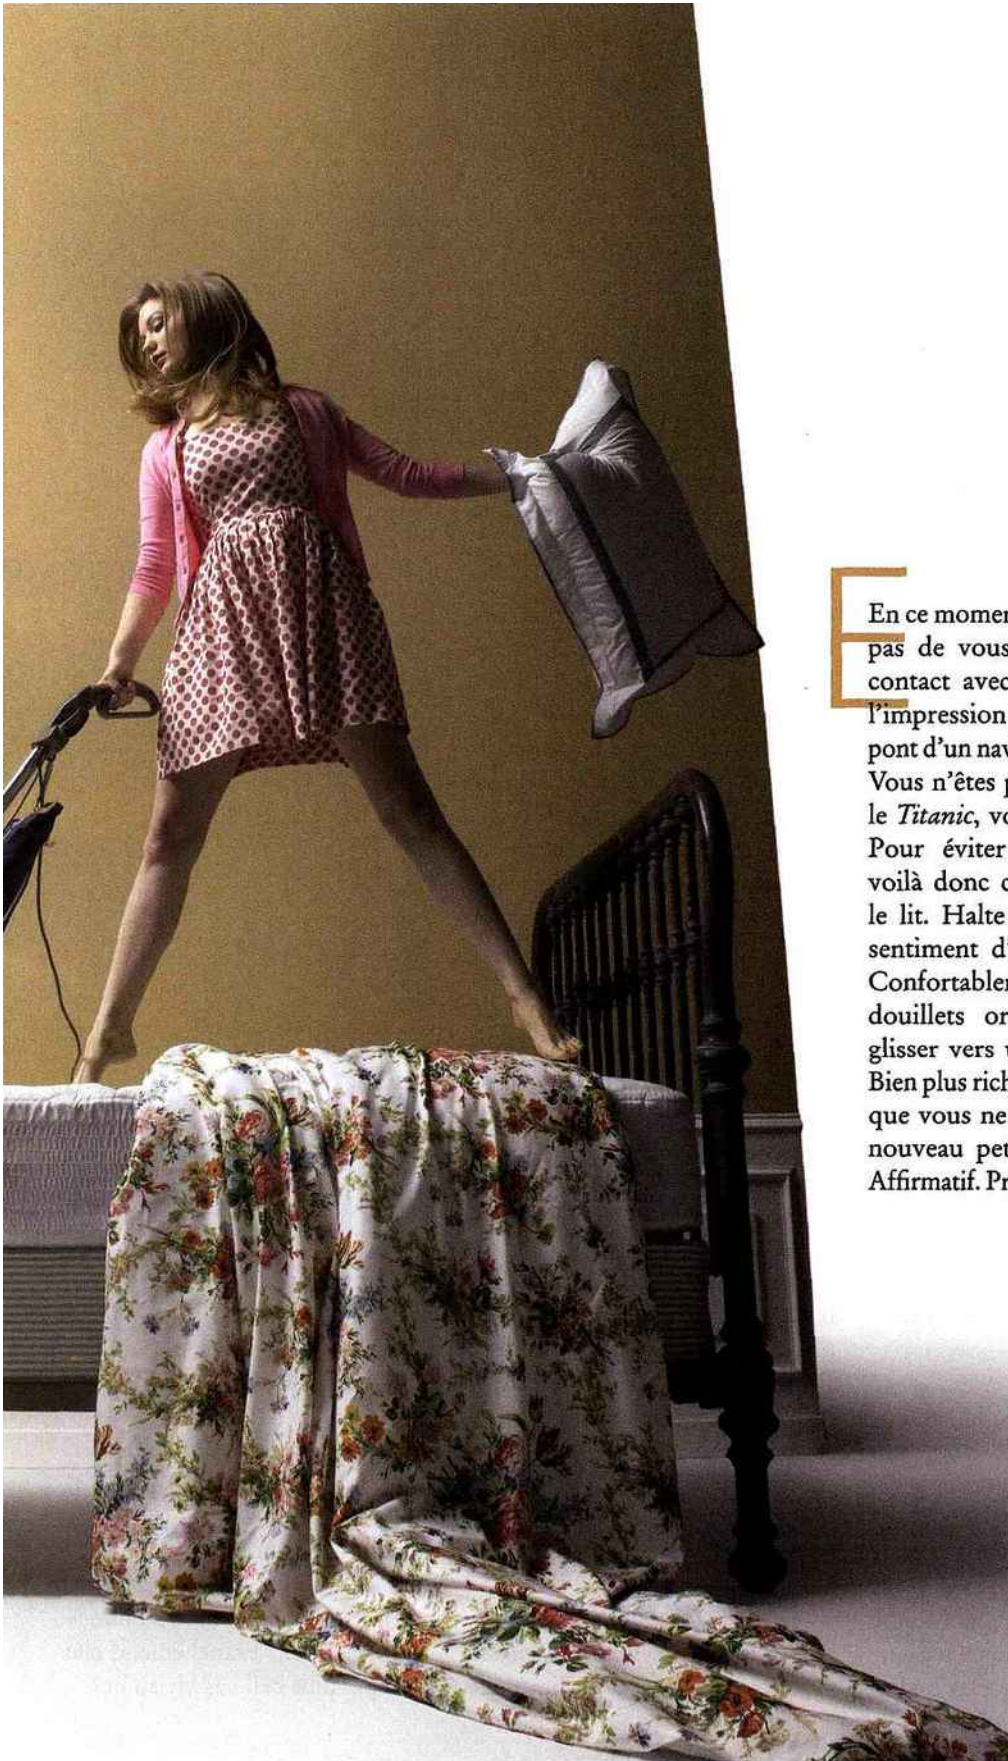 En ce momen
pas de vous
contact avec
l'impression
pont d'un nav
Vous n'êtes p
le Titanic, vo
Pour éviter
voilà donc c
le lit. Halte
sentiment d'
Confortabler
douillets or
glisser vers u
Bien plus rich
que vous ne
nouveau pet
Affirmatif. Pr